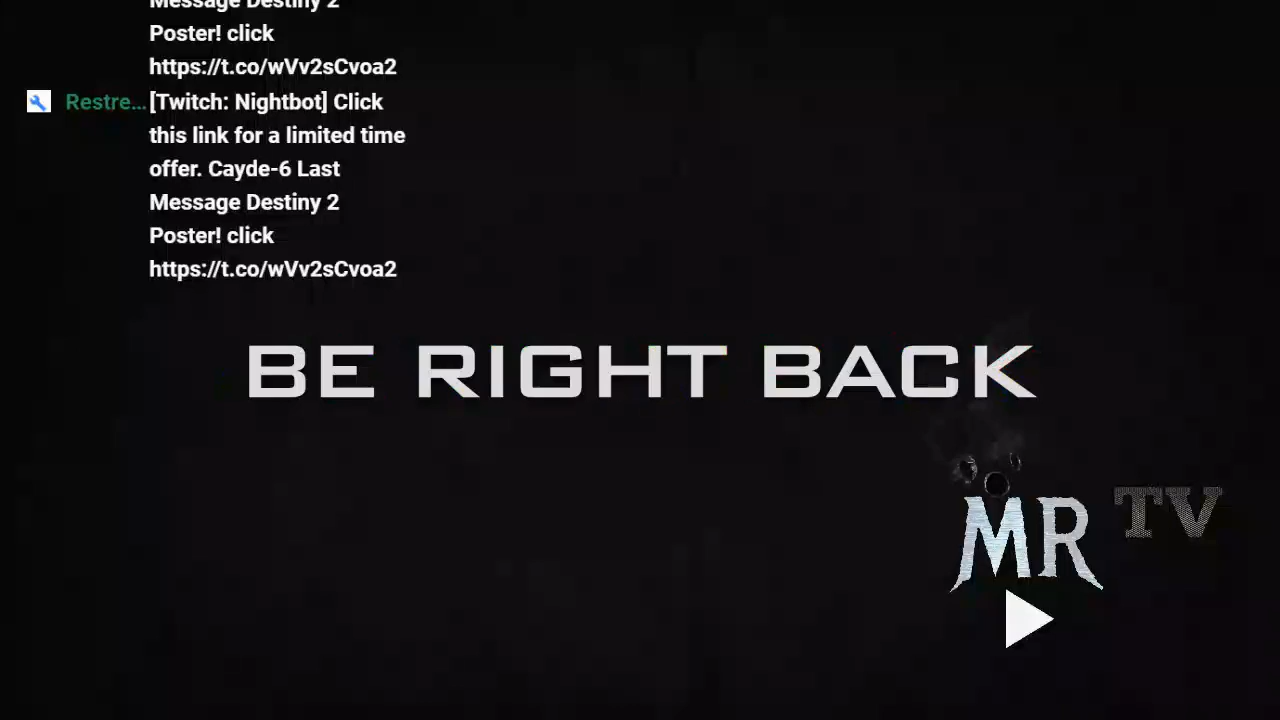 Message Destiny 2
Poster! click
https://t.co/wVv2sCvoa2
Restre... [Twitch: Nightbot] Click
this link for a limited time
offer. Cayde-6 Last
Message Destiny 2
Poster! click
https://t.co/wVv2sCvoa2
BE RIGHT BACK
MR TV